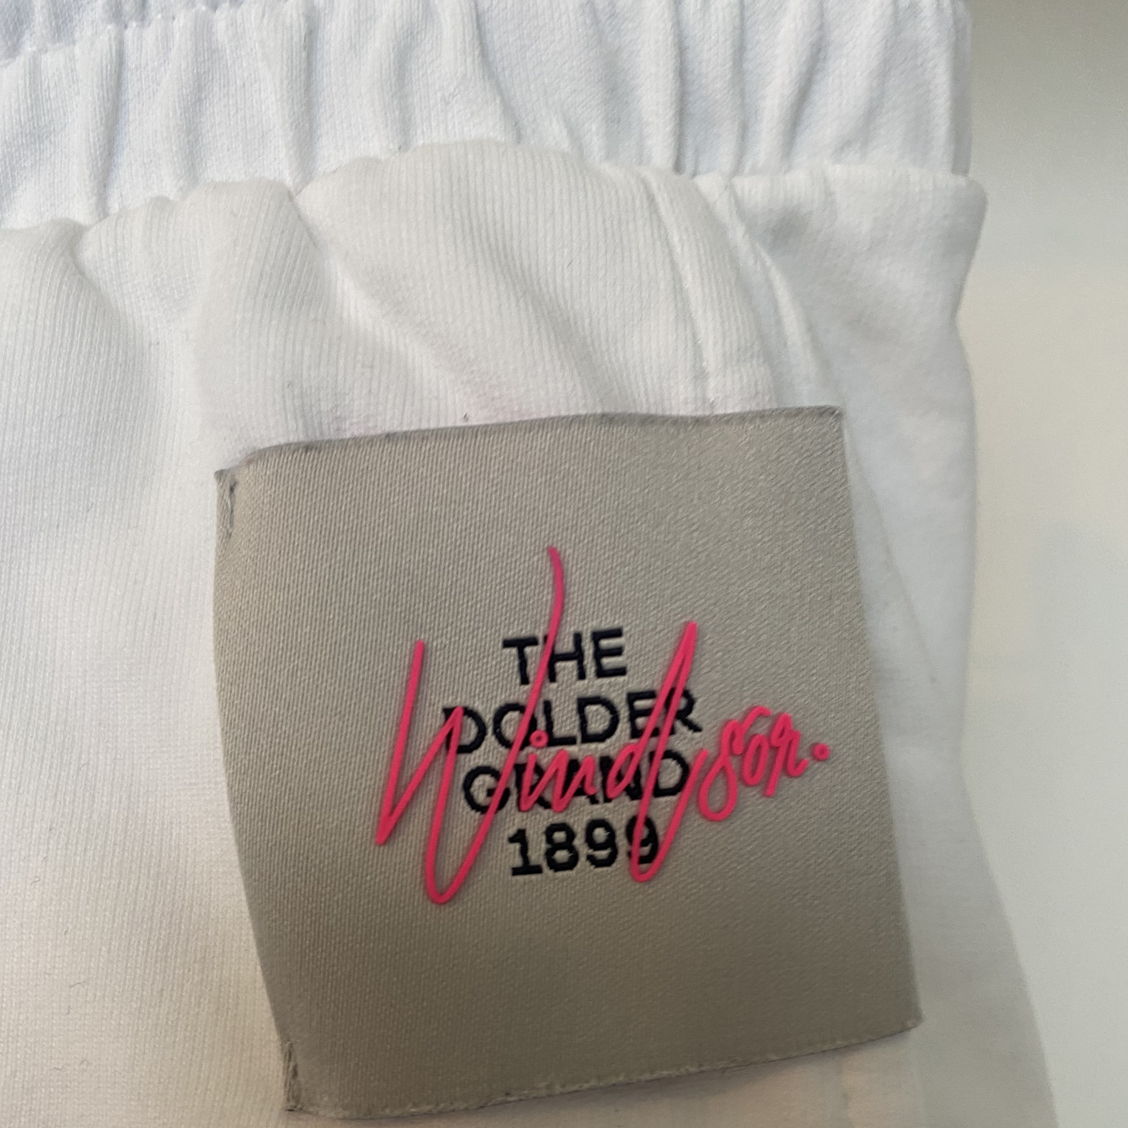 THE
DOLDER
GRAND
1899
Windsor.